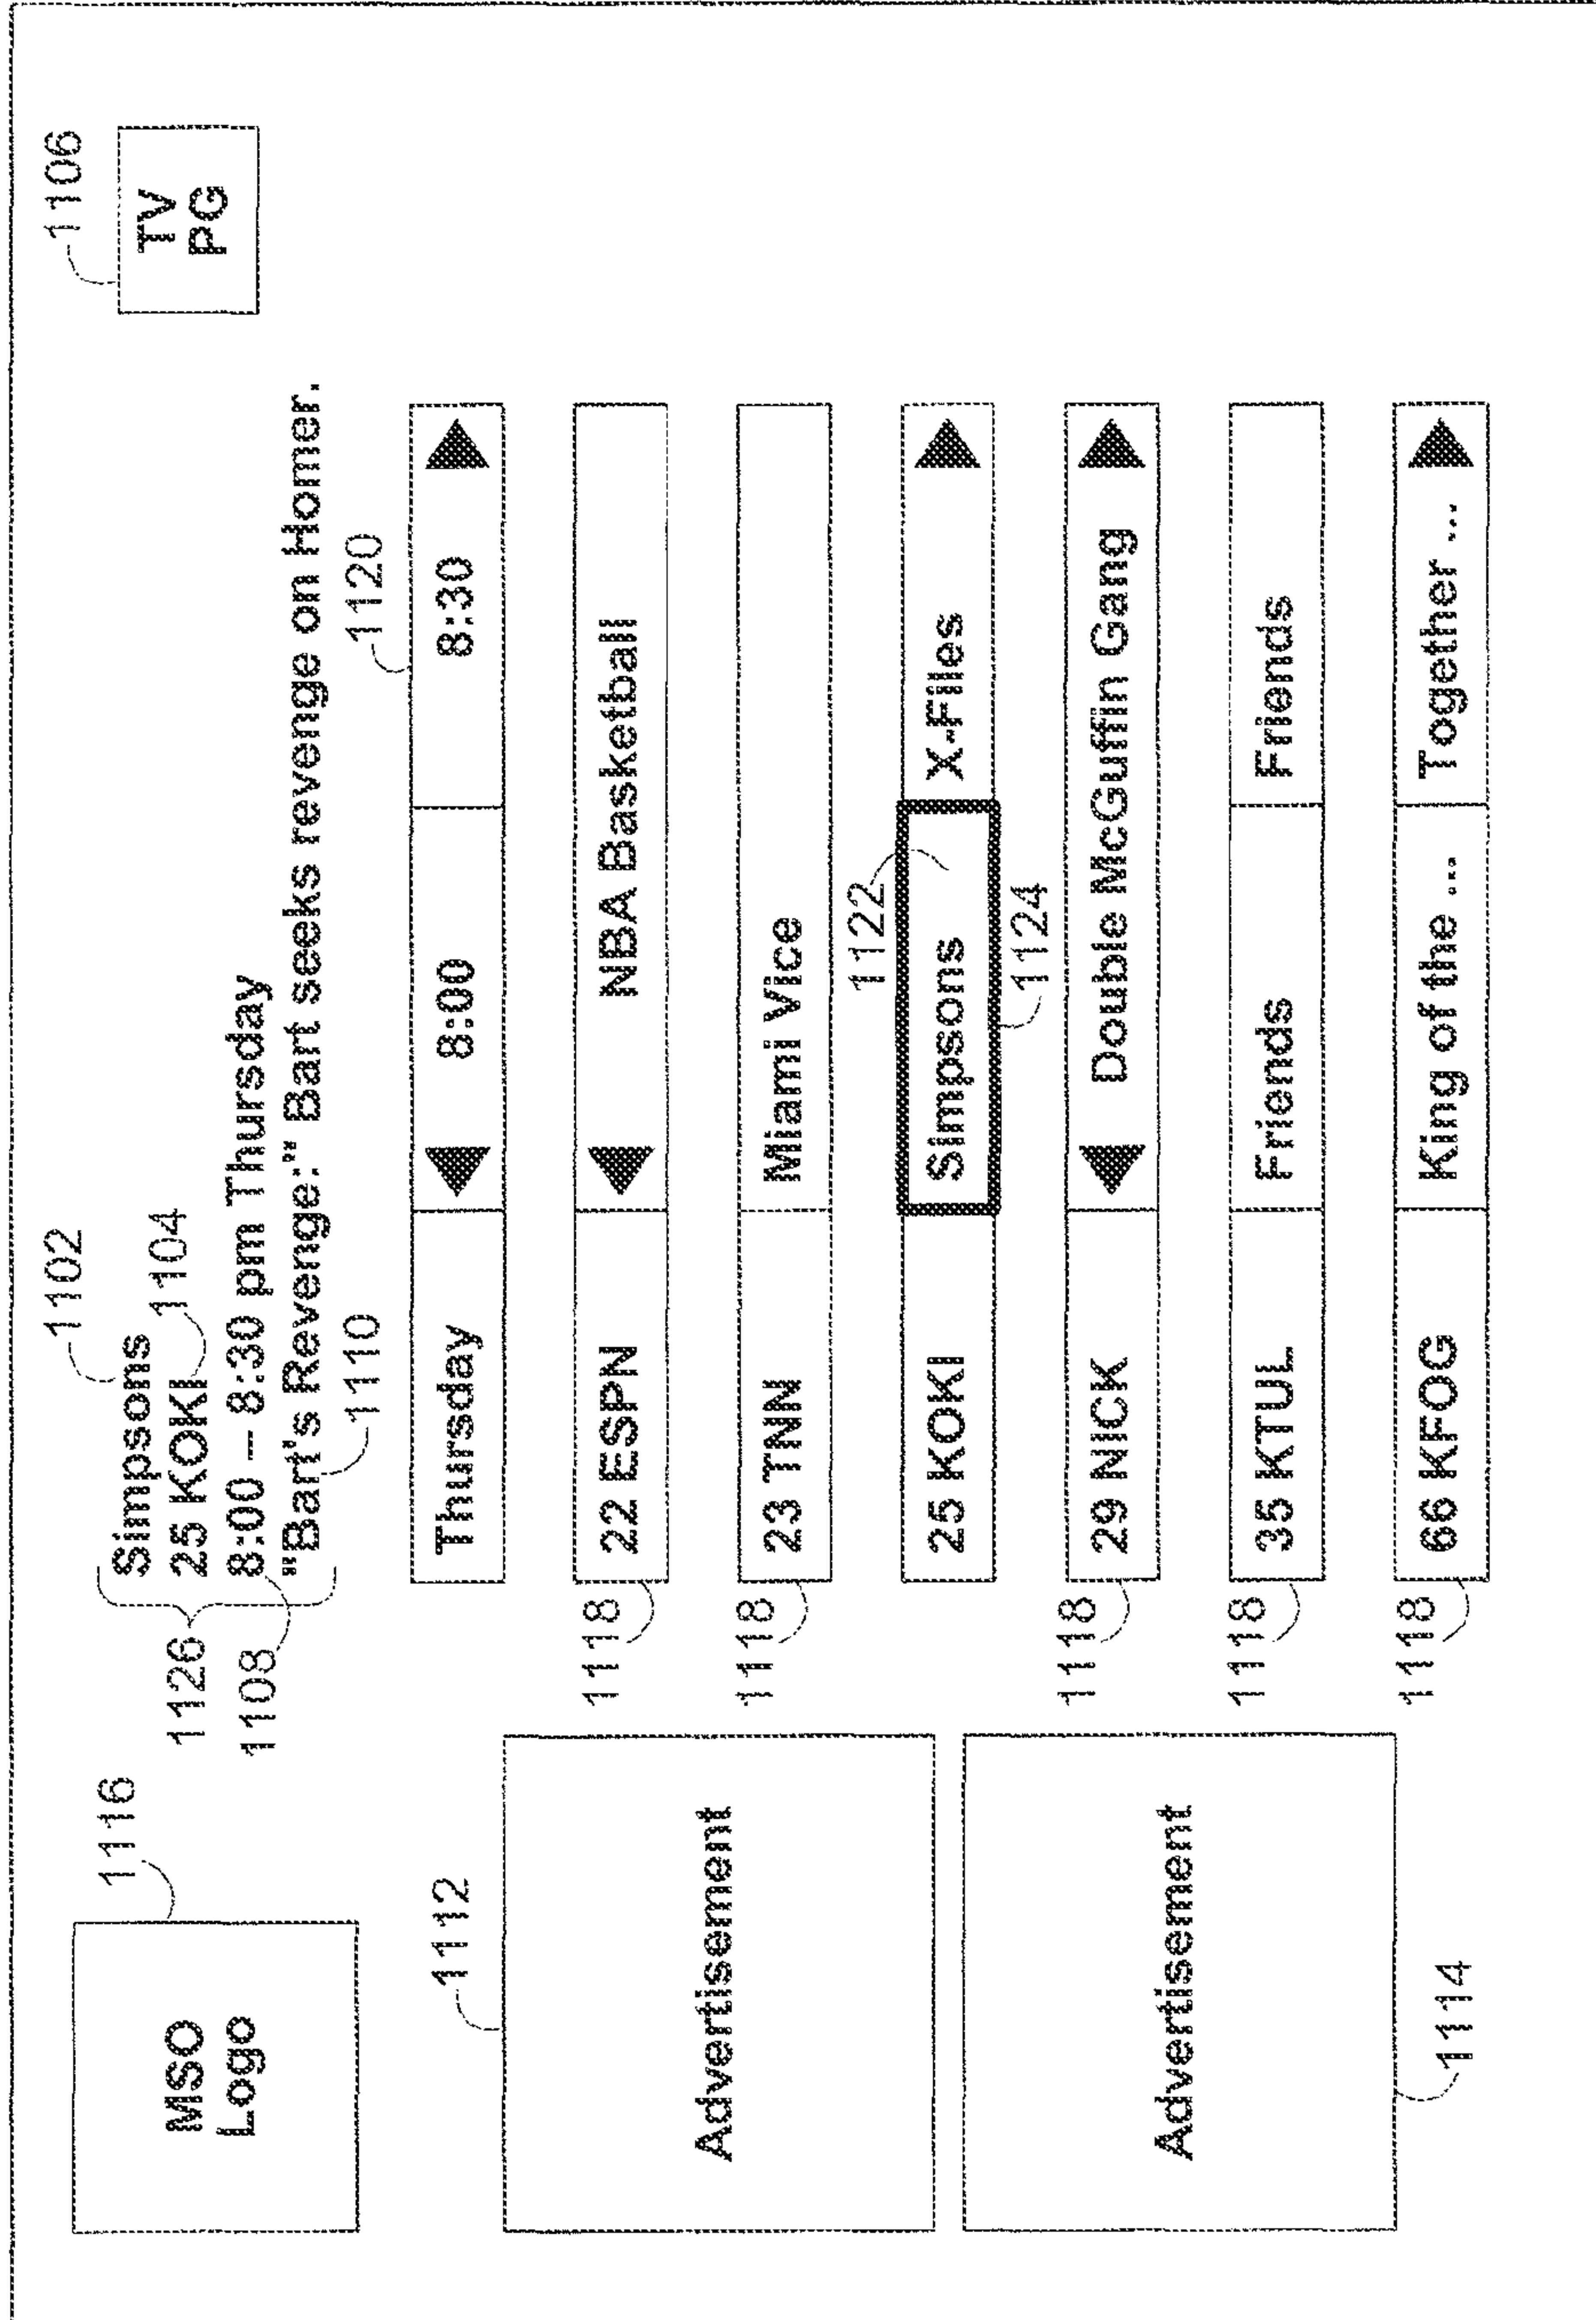 1116
MSO
Logo
1126
1108
Simpsons
1102
25 KOKI
1104
8:00 – 8:30 pm Thursday
"Bart's Revenge:" Bart seeks revenge on Homer.
1110
1106
TV
PG
1120
Thursday 8:00 8:30
1112
Advertisement
Advertisement
1114
1118
22 ESPN NBA Basketball
1118
23 TNN Miami Vice
1122
25 KOKI Simpsons X-Files
1124
1118
29 NICK Double McGuffin Gang
1118
35 KTUL Friends Friends
1118
66 KFOG King of the ... Together ...